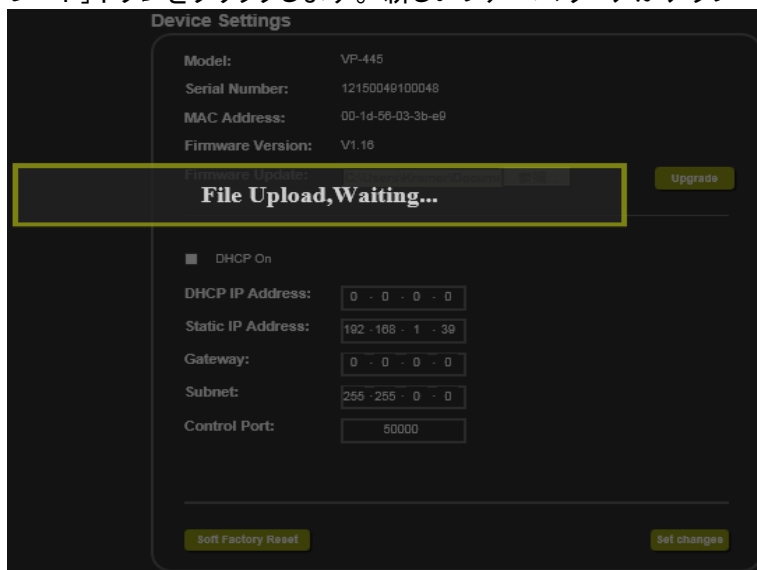 Device Settings
Model: VP-445
Serial Number: 12150049100048
MAC Address: 00-1d-56-03-3b-e9
Firmware Version: V1.16
Firmware Update: Upgrade
File Upload,Waiting...
DHCP On
DHCP IP Address: 0 - 0 - 0 - 0
Static IP Address: 192 - 168 - 1 - 39
Gateway: 0 - 0 - 0 - 0
Subnet: 255 - 255 - 0 - 0
Control Port: 50000
Soft Factory Reset Set changes